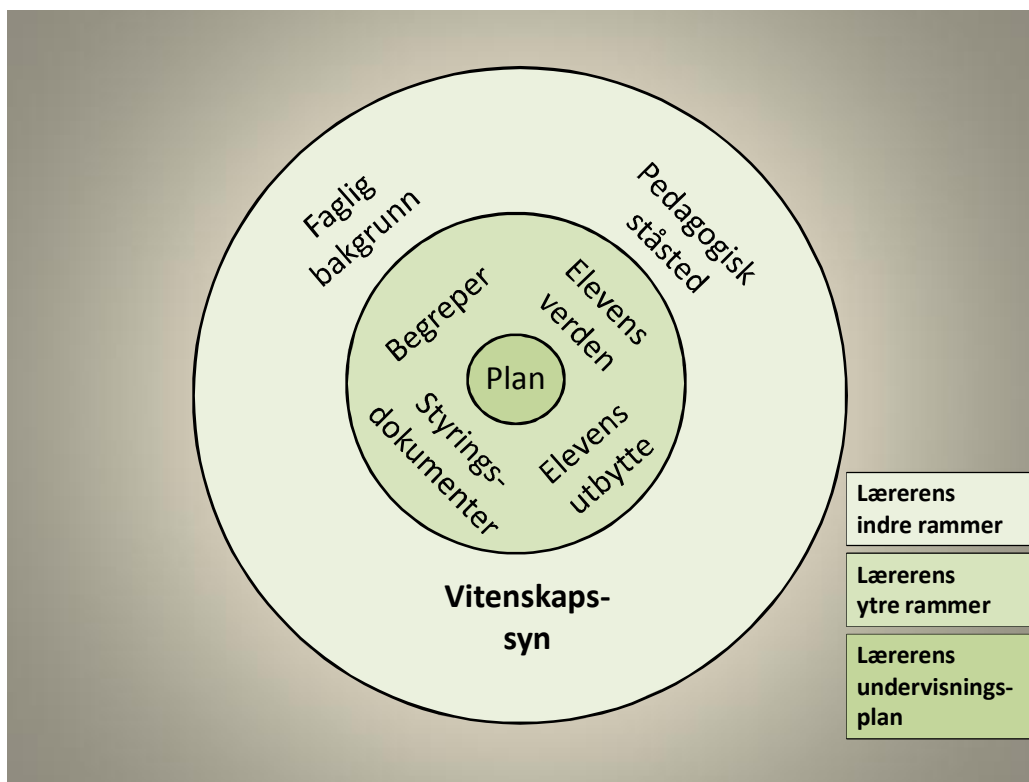 Faglig
bakgrunn
Pedagogisk
ståsted
Begreper
Elevens
verden
Plan
Styrings-
dokumenter
Elevens
utbytte
Vitenskaps-
syn
Lærerens
indre rammer
Lærerens
ytre rammer
Lærerens
undervisnings-
plan